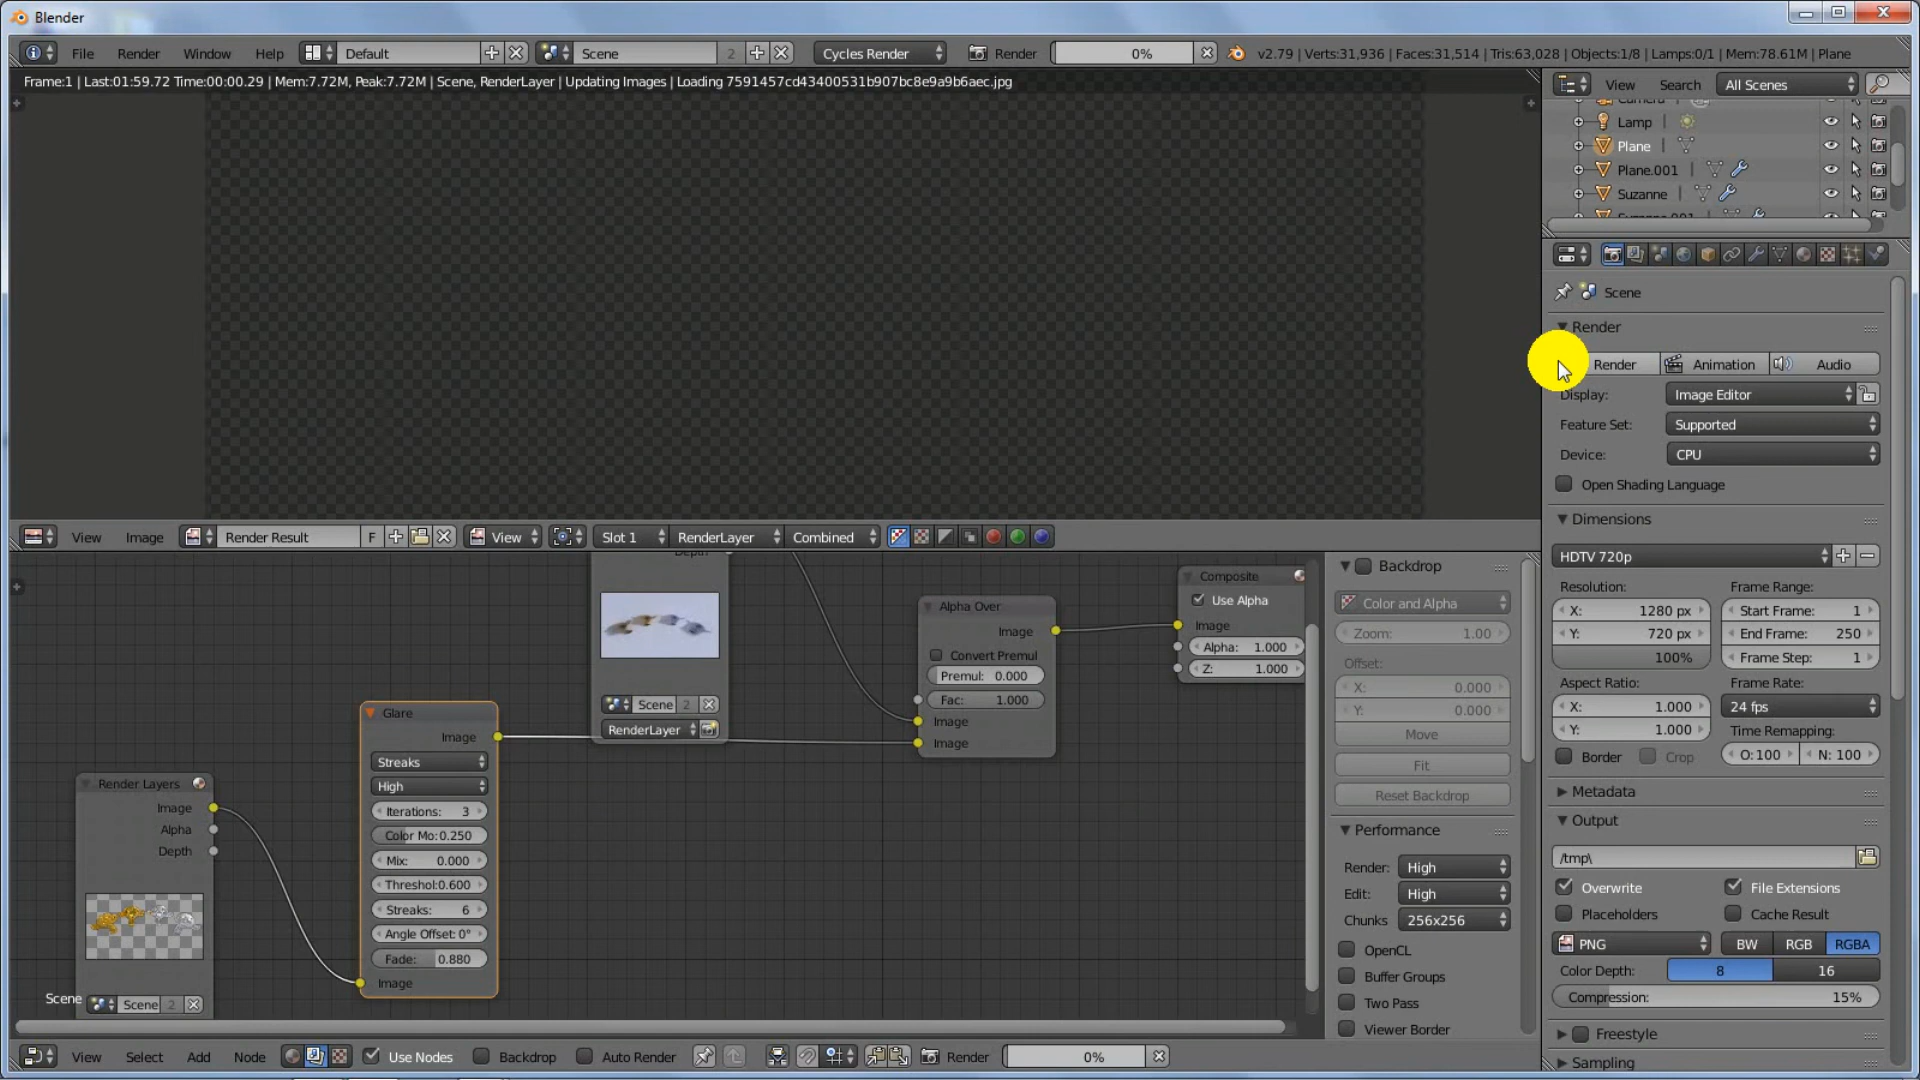 Blender
File Render Window Help Default Scene 2 Cycles Render Render 0% v2.79 | Verts:31,936 | Faces:31,514 | Tris:63,028 | Objects:1/8 | Lamps:0/1 | Mem:78.61M | Plane
Frame:1 | Last:01:59.72 Time:00:00.29 | Mem:7.72M, Peak:7.72M | Scene, RenderLayer | Updating Images | Loading 7591457cd43400531b907bc8e9a9b6aec.jpg
View Search All Scenes
Camera
Lamp
Plane
Plane.001
Suzanne
Suzanne.001
Scene
Render
Render Animation Audio
Display: Image Editor
Feature Set: Supported
Device: CPU
Open Shading Language
Dimensions
HDTV 720p
Resolution: Frame Range:
X: 1280 px Start Frame: 1
Y: 720 px End Frame: 250
100% Frame Step: 1
Aspect Ratio: Frame Rate:
X: 1.000 24 fps
Y: 1.000 Time Remapping:
Border Crop O:100 N: 100
Metadata
Output
/tmp\
Overwrite File Extensions
Placeholders Cache Result
PNG BW RGB RGBA
Color Depth: 8 16
Compression: 15%
Freestyle
Sampling
View Image Render Result F View Slot 1 RenderLayer Combined
Depth
Scene 2
RenderLayer
Alpha Over
Image
Convert Premul
Premul: 0.000
Fac: 1.000
Image
Image
Composite
Use Alpha
Image
Alpha: 1.000
Z: 1.000
Glare
Image
Streaks
High
Iterations: 3
Color Mo:0.250
Mix: 0.000
Threshol:0.600
Streaks: 6
Angle Offset: 0°
Fade: 0.880
Image
Render Layers
Image
Alpha
Depth
Scene
Scene 2
Backdrop
Color and Alpha
Zoom: 1.00
Offset:
X: 0.000
Y: 0.000
Move
Fit
Reset Backdrop
Performance
Render: High
Edit: High
Chunks 256x256
OpenCL
Buffer Groups
Two Pass
Viewer Border
View Select Add Node Use Nodes Backdrop Auto Render Render 0%